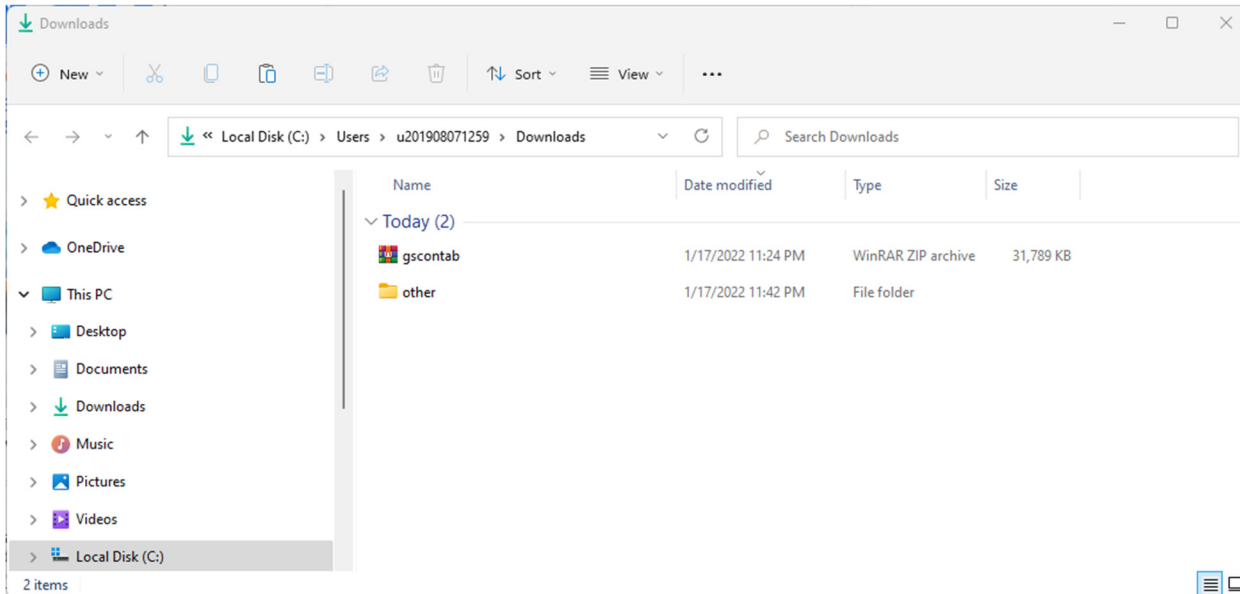 Downloads
New Sort View
« Local Disk (C:) > Users > u201908071259 > Downloads Search Downloads
Quick access
OneDrive
This PC
Desktop
Documents
Downloads
Music
Pictures
Videos
Local Disk (C:)
Name Date modified Type Size
Today (2)
gscontab 1/17/2022 11:24 PM WinRAR ZIP archive 31,789 KB
other 1/17/2022 11:42 PM File folder
2 items